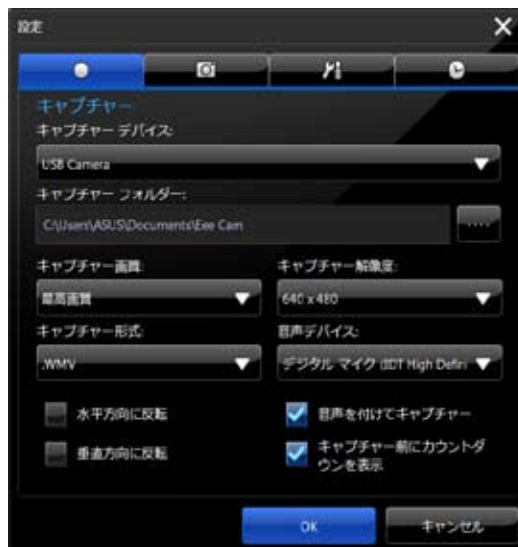 設定
キャプチャー
キャプチャー デバイス:
USB Camera
キャプチャー フォルダー:
C:\Users\ASUS\Documents\Eee Cam
....
キャプチャー画質:
キャプチャー解像度:
最高画質
640 x 480
キャプチャー形式:
音声デバイス:
.WMV
デジタル マイク (IDT High Defini
水平方向に反転
音声を付けてキャプチャー
垂直方向に反転
キャプチャー前にカウントダ
ウンを表示
OK
キャンセル